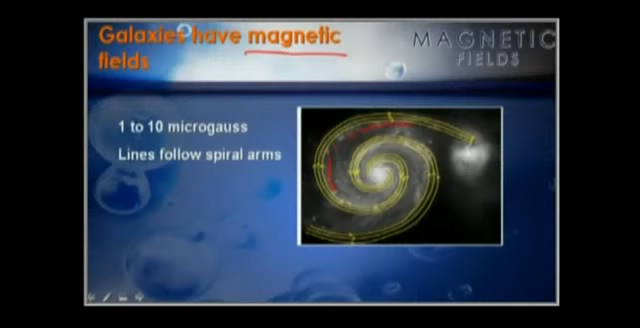 Galaxies have magnetic
fields
MAGNETIC
FIELDS
1 to 10 microgauss
Lines follow spiral arms